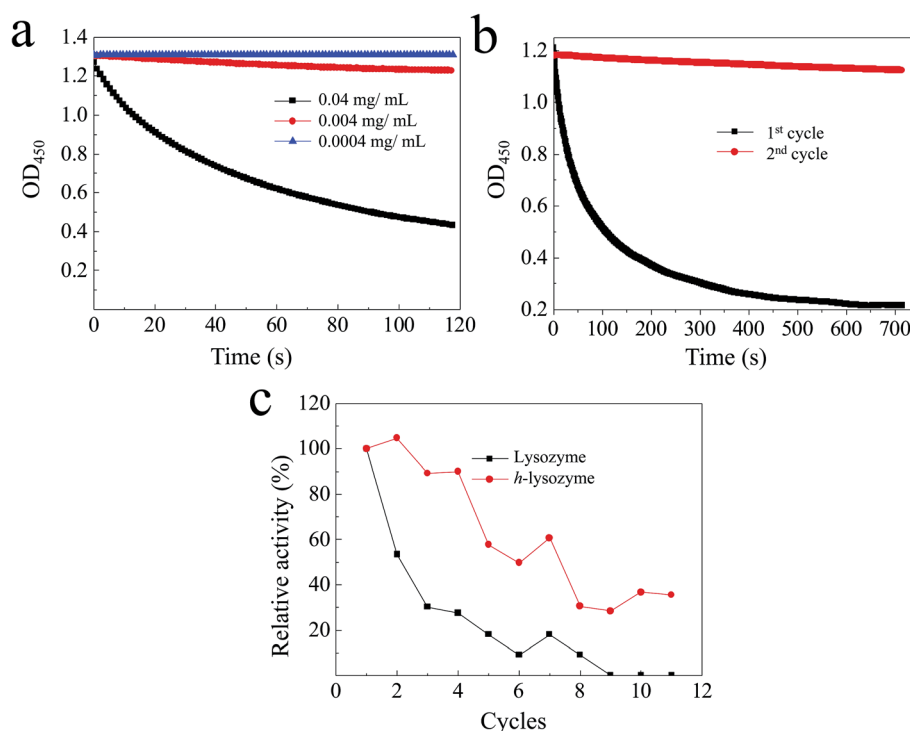 a
1.4
1.2
1.0
0.8
0.6
0.4
0.2
OD450
0.04 mg/ mL
0.004 mg/ mL
0.0004 mg/ mL
0 20 40 60 80 100 120
Time (s)
b
1.2
1.0
0.8
0.6
0.4
0.2
OD450
1st cycle
2nd cycle
0 100 200 300 400 500 600 700
Time (s)
c
120
100
80
60
40
20
Relative activity (%)
Lysozyme
h-lysozyme
0 2 4 6 8 10 12
Cycles